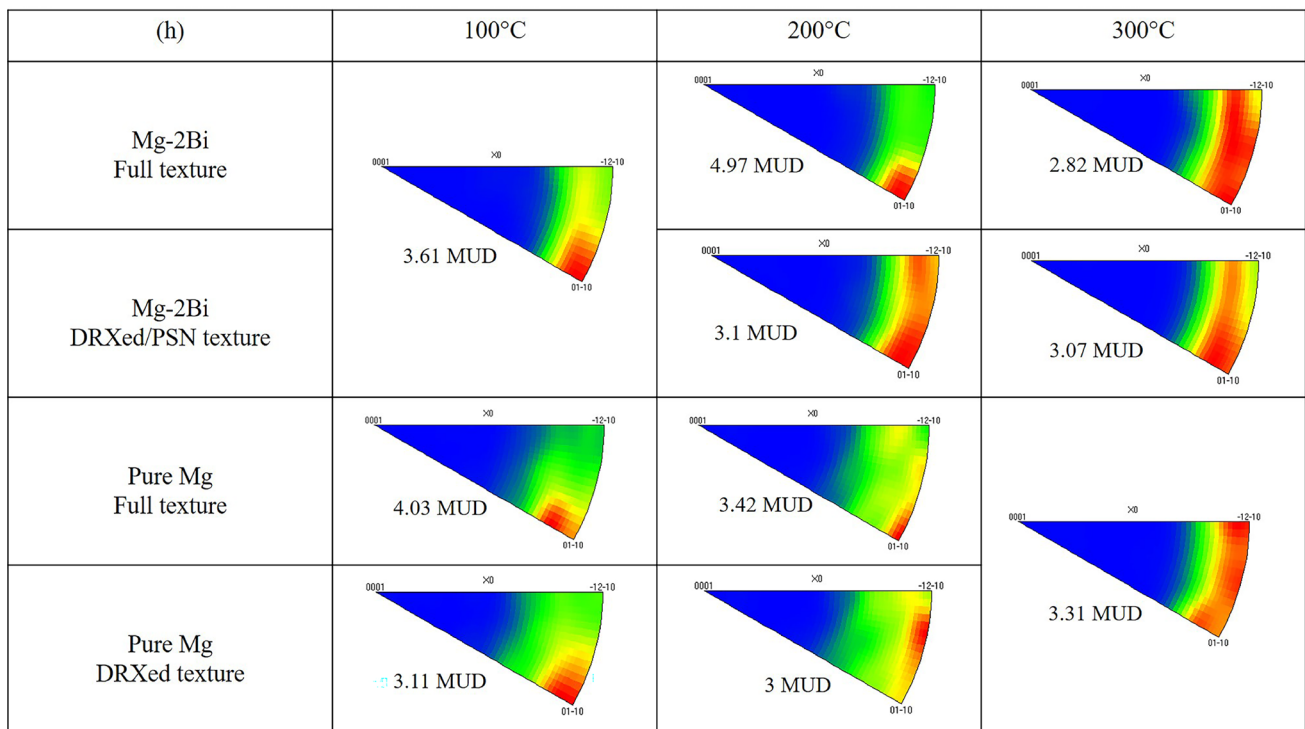 (h)
100°C
200°C
300°C
Mg-2Bi
Full texture
0001
X0
-12-10
3.61 MUD
01-10
0001
X0
-12-10
4.97 MUD
01-10
0001
X0
-12-10
2.82 MUD
01-10
Mg-2Bi
DRXed/PSN texture
0001
X0
-12-10
3.1 MUD
01-10
0001
X0
-12-10
3.07 MUD
01-10
Pure Mg
Full texture
0001
X0
-12-10
4.03 MUD
01-10
0001
X0
-12-10
3.42 MUD
01-10
0001
X0
-12-10
3.31 MUD
01-10
Pure Mg
DRXed texture
0001
X0
-12-10
3.11 MUD
01-10
0001
X0
-12-10
3 MUD
01-10